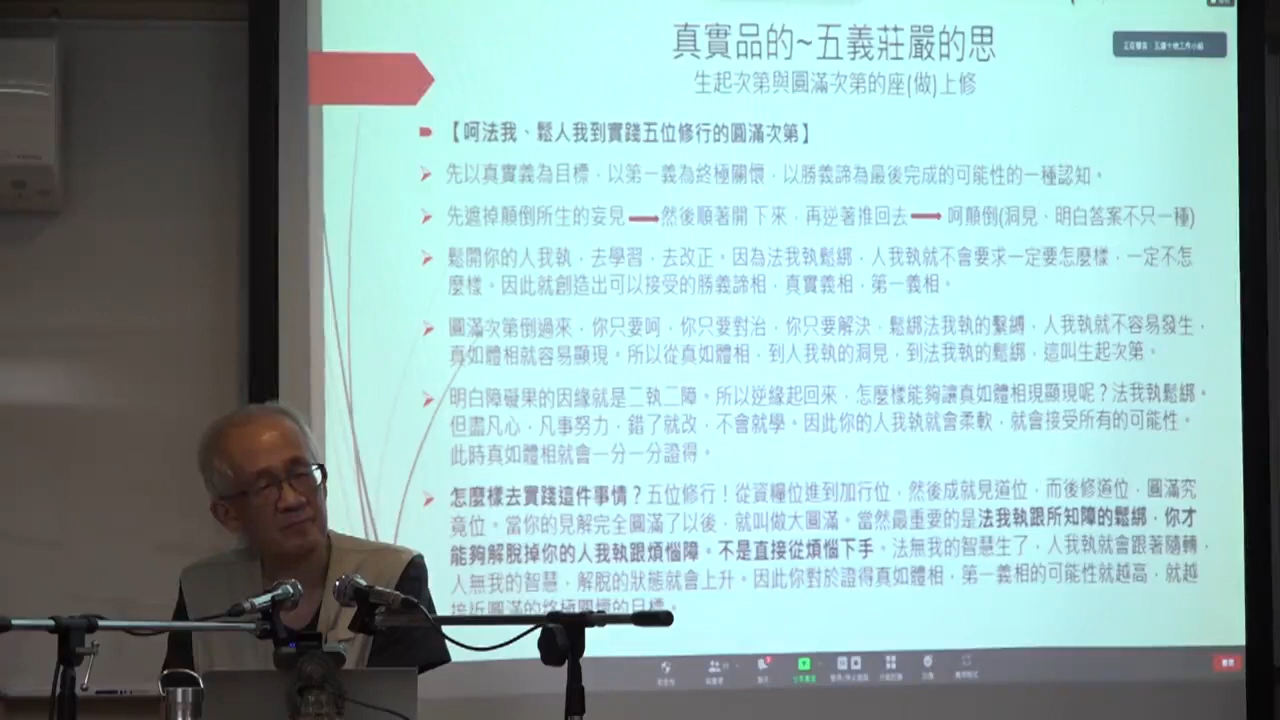 真實品的~五義莊嚴的思
生起次第與圓滿次第的座(做)上修
【呵法我、鬆人我到實踐五位修行的圓滿次第】
先以真實義為目標，以第一義為終極關懷，以勝義諦為最後完成的可能性的一種認知。
先遮掉顛倒所生的妄見 然後順著開下來，再逆著推回去 呵顛倒(洞見、明白答案不只一種)
鬆開你的人我執，去學習，去改正。因為法我執鬆綁，人我執就不會要求一定要怎麼樣，一定不怎
麼樣。因此就創造出可以接受的勝義諦相，真實義相，第一義相。
圓滿次第倒過來，你只要呵，你只要對治，你只要解決，鬆綁法我執的繫縛，人我執就不容易發生，
真如體相就容易顯現。所以從真如體相，到人我執的洞見，到法我執的鬆綁，這叫生起次第。
明白障礙果的因緣就是二執二障。所以逆緣起回來，怎麼樣能夠讓真如體相現顯現呢？法我執鬆綁。
但盡凡心，凡事努力，錯了就改，不會就學。因此你的人我執就會柔軟，就會接受所有的可能性。
此時真如體相就會一分一分證得。
怎麼樣去實踐這件事情？五位修行！從資糧位進到加行位，然後成就見道位，而後修道位，圓滿究
竟位。當你的見解完全圓滿了以後，就叫做大圓滿。當然最重要的是法我執跟所知障的鬆綁，你才
能夠解脫掉你的人我執跟煩惱障。不是直接從煩惱下手。法無我的智慧生了，人我執就會跟著隨轉，
人無我的智慧，解脫的狀態就會上升。因此你對於證得真如體相，第一義相的可能性就越高，就越
接近圓滿的終極關懷的目標。